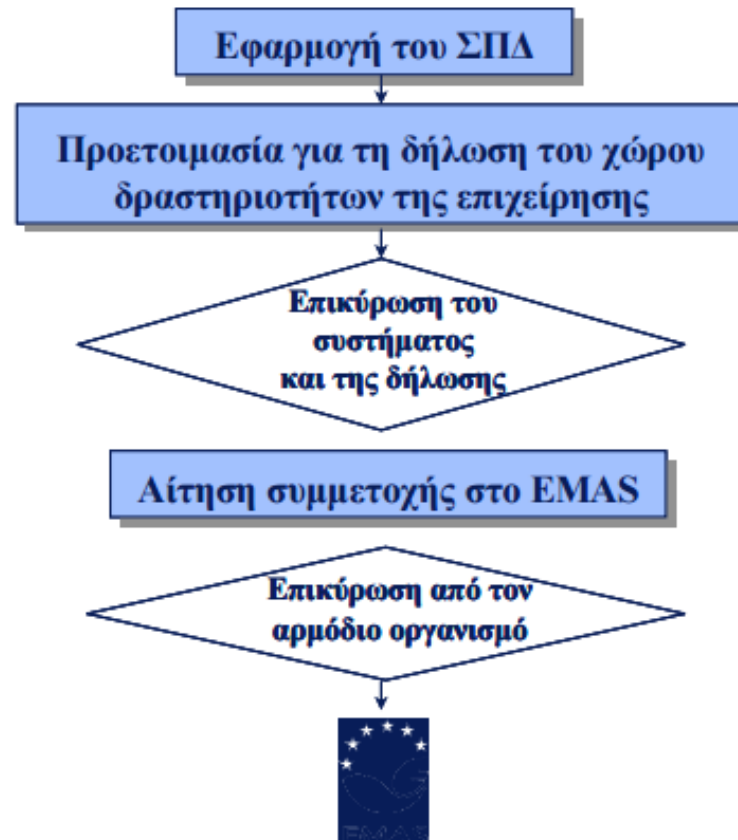 Εφαρμογή του ΣΠΔ
Προετοιμασία για τη δήλωση του χώρου
δραστηριοτήτων της επιχείρησης
Επικύρωση του
συστήματος
και της δήλωσης
Αίτηση συμμετοχής στο EMAS
Επικύρωση από τον
αρμόδιο οργανισμό
EMAS